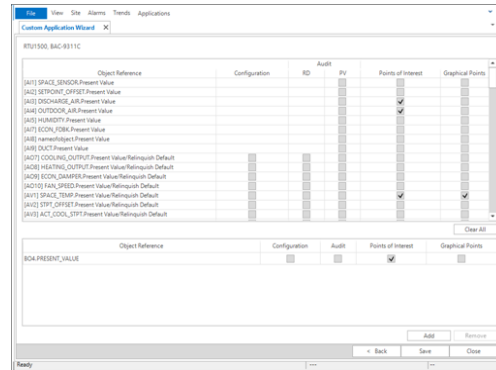 File View Site Alarms Trends Applications
Custom Application Wizard X
RTU1500, BAC-9311C
Audit
Object Reference Configuration RD PV Points of Interest Graphical Points
[AI1] SPACE_SENSOR.Present Value
[AI2] SETPOINT_OFFSET.Present Value
[AI3] DISCHARGE_AIR.Present Value
[AI4] OUTDOOR_AIR.Present Value
[AI5] HUMIDITY.Present Value
[AI7] ECON_FDBK.Present Value
[AI8] nameofobject.Present Value
[AI9] DUCT.Present Value
[AO7] COOLING_OUTPUT.Present Value/Relinquish Default
[AO8] HEATING_OUTPUT.Present Value/Relinquish Default
[AO9] ECON_DAMPER.Present Value/Relinquish Default
[AO10] FAN_SPEED.Present Value/Relinquish Default
[AV1] SPACE_TEMP.Present Value/Relinquish Default
[AV2] STPT_OFFSET.Present Value/Relinquish Default
[AV3] ACT_COOL_STPT.Present Value/Relinquish Default
Clear All
Object Reference Configuration Audit Points of Interest Graphical Points
BO4.PRESENT_VALUE
Add Remove
< Back Save Close
Ready ---- --